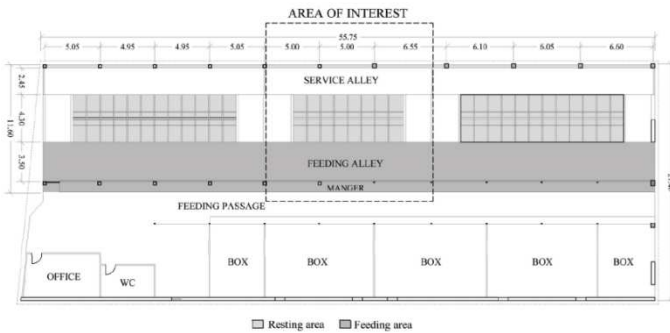 AREA OF INTEREST
55.75
5.05 4.95 4.95 5.05 5.00 5.00 6.55 6.10 6.05 6.60
2.45
SERVICE ALLEY
4.30
11.60
3.50
FEEDING ALLEY
MANGER
FEEDING PASSAGE
OFFICE
WC
BOX BOX BOX BOX BOX
Resting area Feeding area